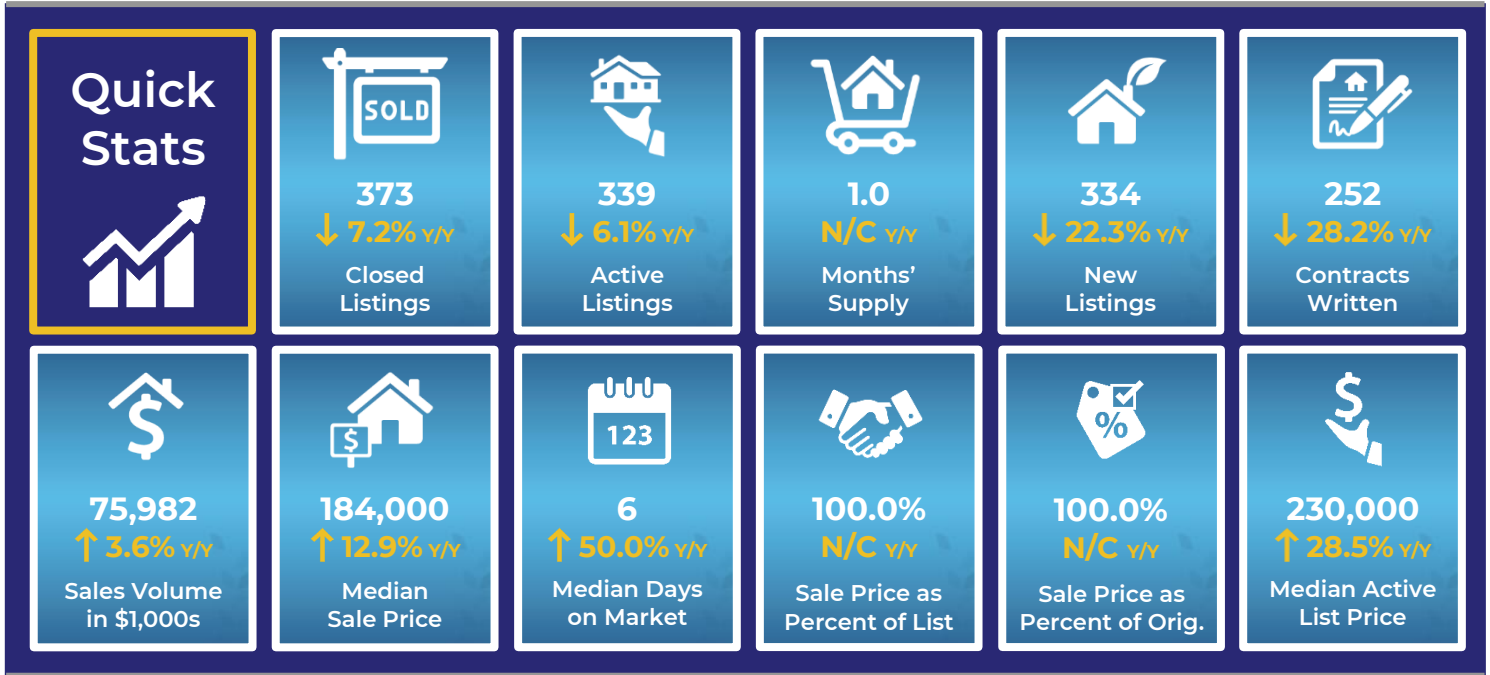 Quick
Stats
SOLD
373
↓ 7.2% Y/Y
Closed
Listings
339
↓ 6.1% Y/Y
Active
Listings
1.0
N/C Y/Y
Months’
Supply
334
↓ 22.3% Y/Y
New
Listings
252
↓ 28.2% Y/Y
Contracts
Written
$
75,982
↑ 3.6% Y/Y
Sales Volume
in $1,000s
$
184,000
↑ 12.9% Y/Y
Median
Sale Price
123
6
↑ 50.0% Y/Y
Median Days
on Market
100.0%
N/C Y/Y
Sale Price as
Percent of List
%
100.0%
N/C Y/Y
Sale Price as
Percent of Orig.
$
230,000
↑ 28.5% Y/Y
Median Active
List Price